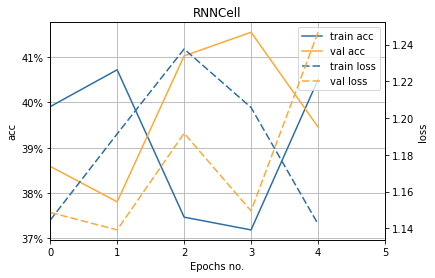 RNNCell
train acc
val acc
train loss
val loss
41%
40%
39%
38%
37%
acc
1.24
1.22
1.20
1.18
1.16
1.14
loss
0 1 2 3 4 5
Epochs no.